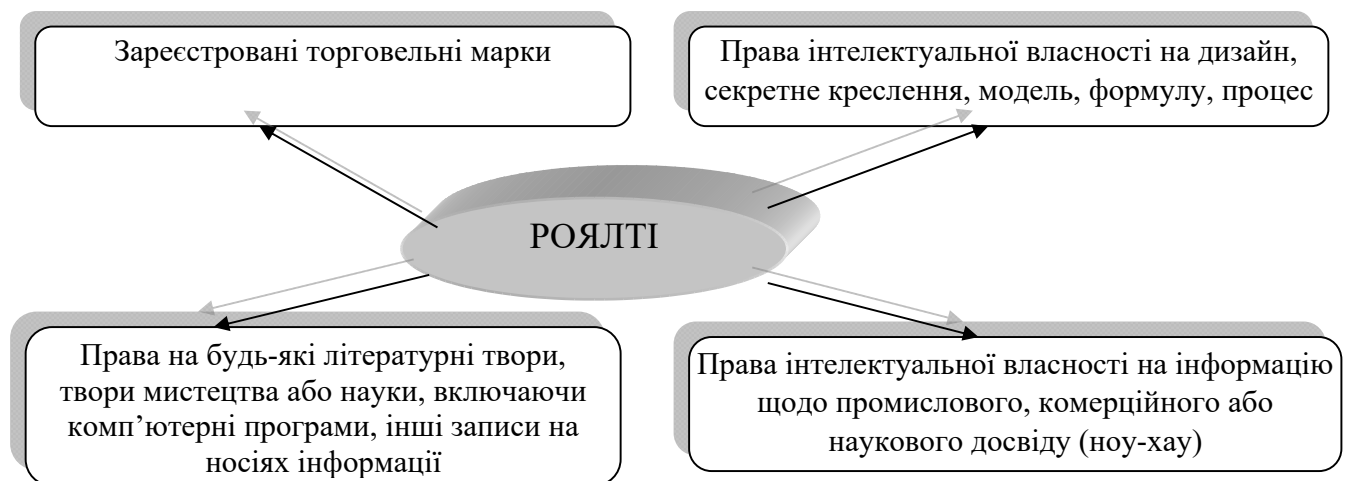 Зареєстровані торговельні марки
Права інтелектуальної власності на дизайн,
секретне креслення, модель, формулу, процес
РОЯЛТІ
Права на будь-які літературні твори,
твори мистецтва або науки, включаючи
комп’ютерні програми, інші записи на
носіях інформації
Права інтелектуальної власності на інформацію
щодо промислового, комерційного або
наукового досвіду (ноу-хау)